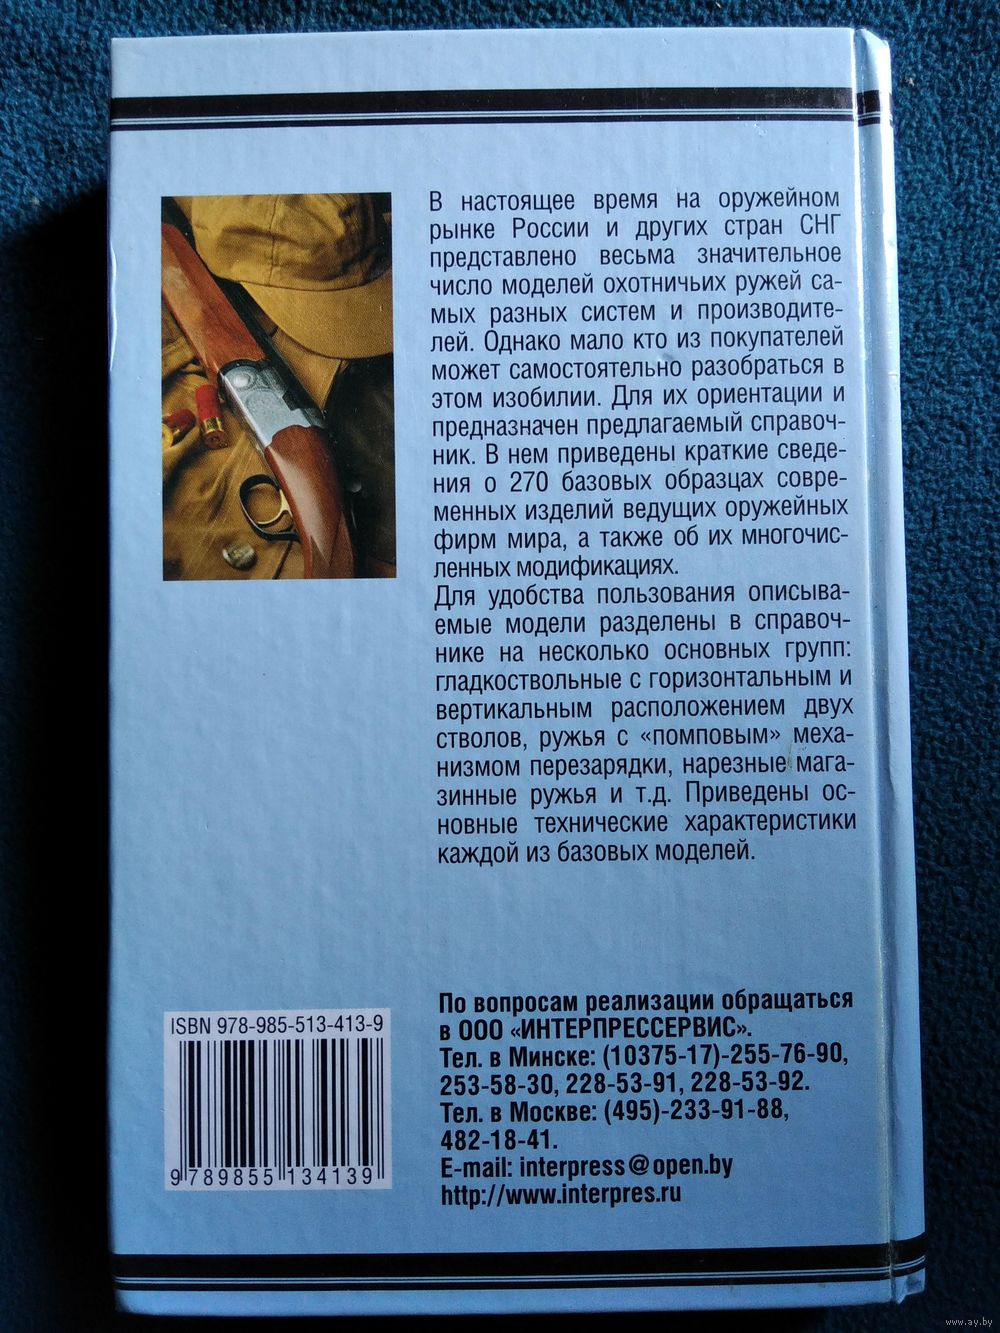 В настоящее время на оружейном
рынке России и других стран СНГ
представлено весьма значительное
число моделей охотничьих ружей са-
мых разных систем и производите-
лей. Однако мало кто из покупателей
может самостоятельно разобраться в
этом изобилии. Для их ориентации и
предназначен предлагаемый справоч-
ник. В нем приведены краткие сведе-
ния о 270 базовых образцах совре-
менных изделий ведущих оружейных
фирм мира, а также об их многочис-
ленных модификациях.
Для удобства пользования описыва-
емые модели разделены в справоч-
нике на несколько основных групп:
гладкоствольные с горизонтальным и
вертикальным расположением двух
стволов, ружья с «помповым» меха-
низмом перезарядки, нарезные мага-
зинные ружья и т.д. Приведены ос-
новные технические характеристики
каждой из базовых моделей.
По вопросам реализации обращаться
в ООО «ИНТЕРПРЕССЕРВИС».
Тел. в Минске: (10375-17)-255-76-90,
253-58-30, 228-53-91, 228-53-92.
Тел. в Москве: (495)-233-91-88,
482-18-41.
E-mail: interpress@open.by
http://www.interpres.ru
ISBN 978-985-513-413-9
9 789855 134139
www.ay.by